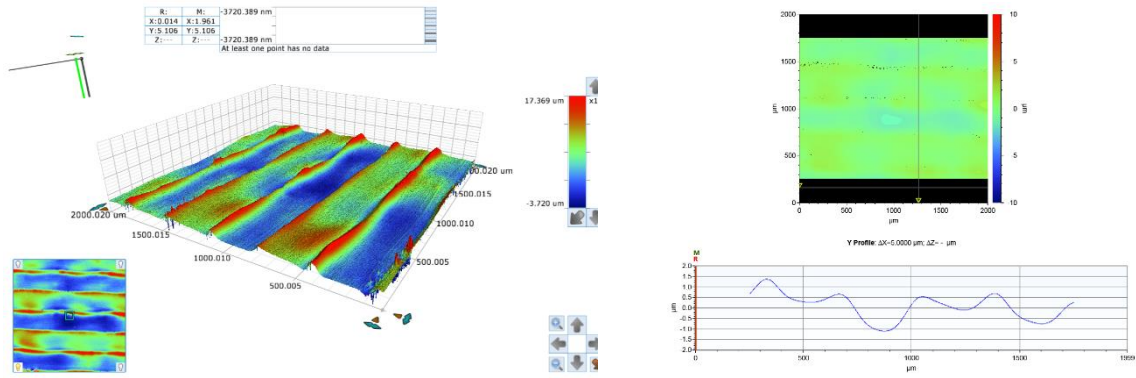 R: M: -3720.389 nm
X:0.014 X:1.961
Y:5.106 Y:5.106 -3720.389 nm
Z:--- Z:---
At least one point has no data
17.369 um
x1
-3.720 um
2000.020 um
1500.015
1000.010
500.005
500.005
1000.010
1500.015
00.020 um
2000
1500
1000
500
0
μm
0 500 1000 1500 2000
μm
10
5
0
5
10
μm
Y Profile: ΔX=5.0000 μm; ΔZ= - μm
M
R
2.0
1.5
1.0
0.5
0.0
-0.5
-1.0
-1.5
2.0
μm
0 500 1000 1500 1959
μm